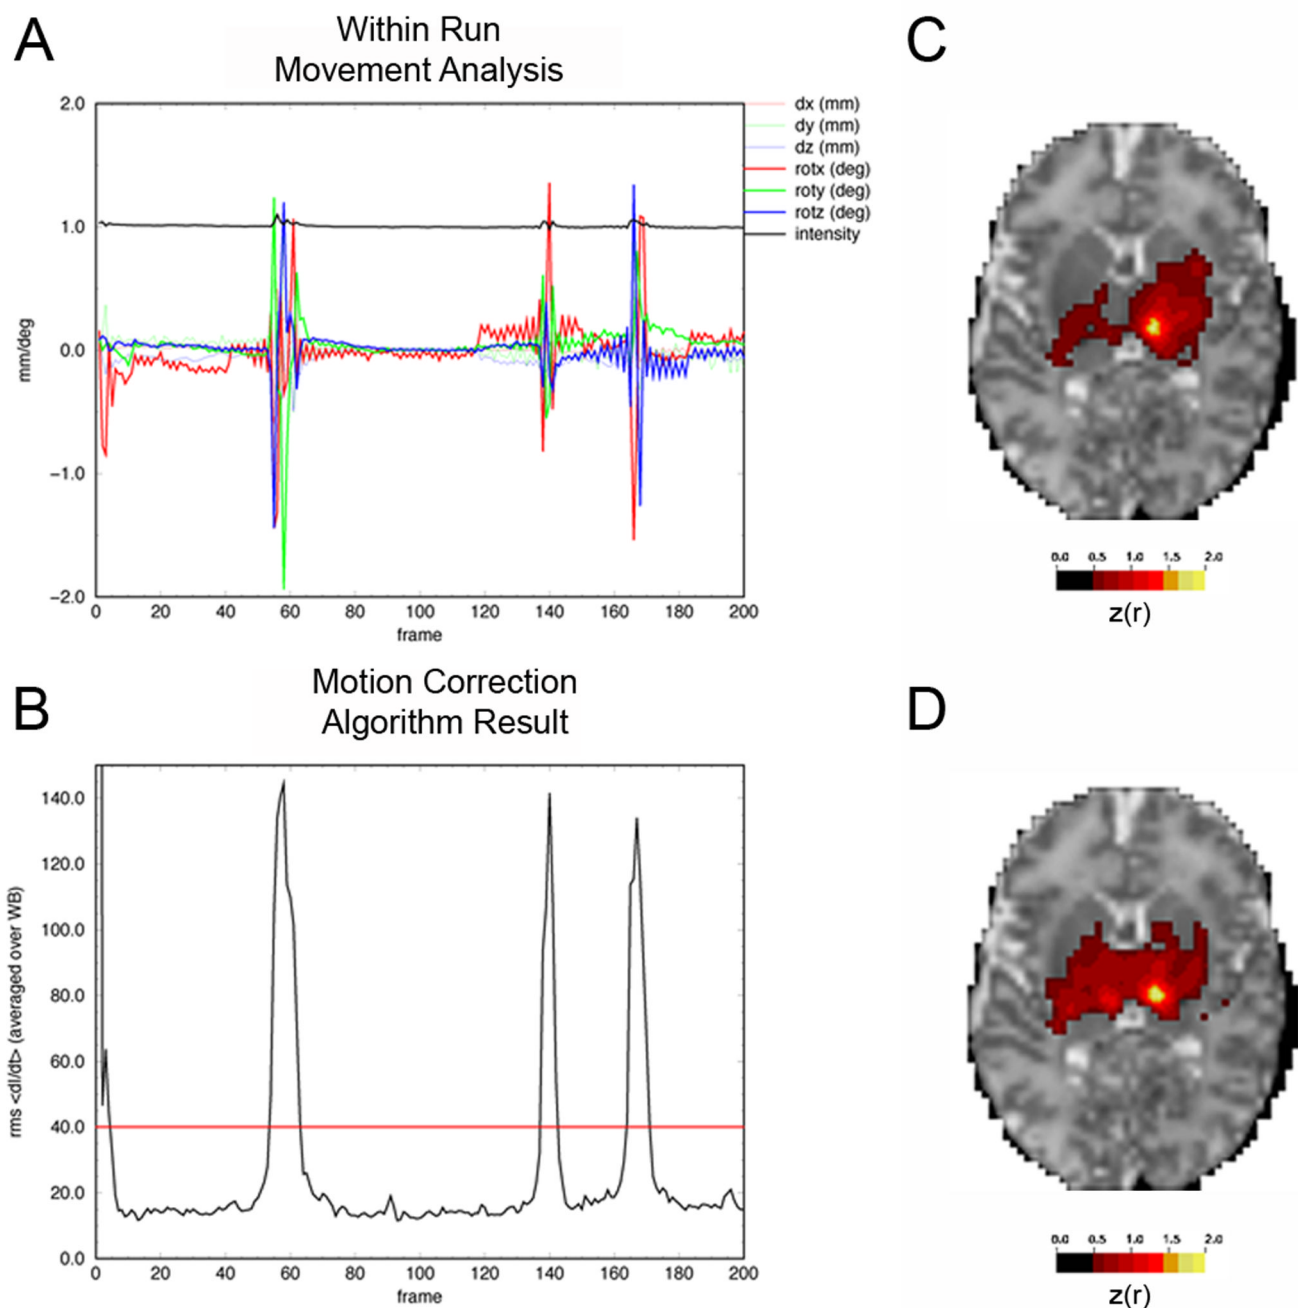 A
Within Run
Movement Analysis
2.0
1.0
0.0
−1.0
−2.0
mm/deg
0 20 40 60 80 100 120 140 160 180 200
frame
dx (mm)
dy (mm)
dz (mm)
rotx (deg)
roty (deg)
rotz (deg)
intensity
C
0.0 0.5 1.0 1.5 2.0
z(r)
B
Motion Correction
Algorithm Result
140.0
120.0
100.0
80.0
60.0
40.0
20.0
0.0
rms <dI/dt> (averaged over WB)
0 20 40 60 80 100 120 140 160 180 200
frame
D
0.0 0.5 1.0 1.5 2.0
z(r)